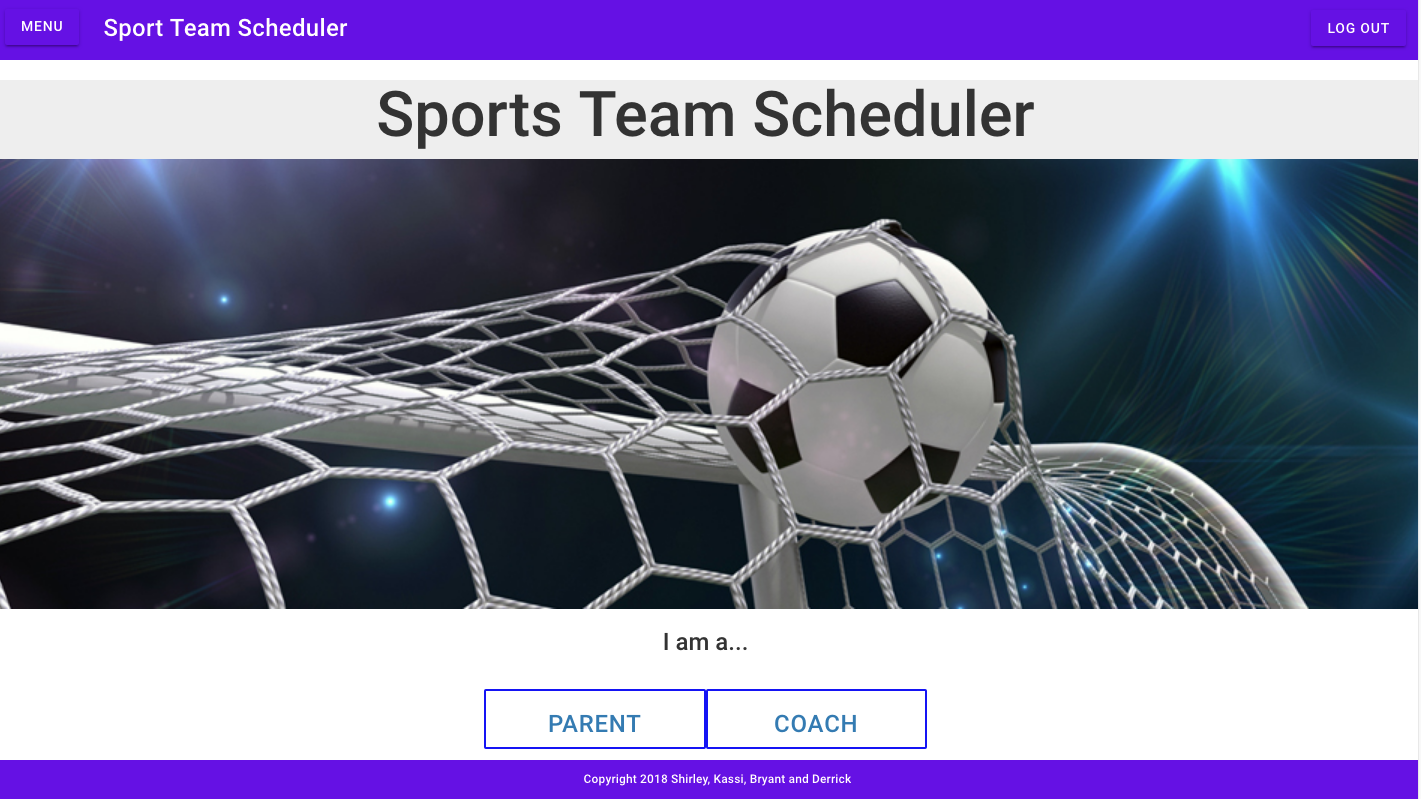 MENU Sport Team Scheduler LOG OUT
Sports Team Scheduler
I am a...
PARENT COACH
Copyright 2018 Shirley, Kassi, Bryant and Derrick